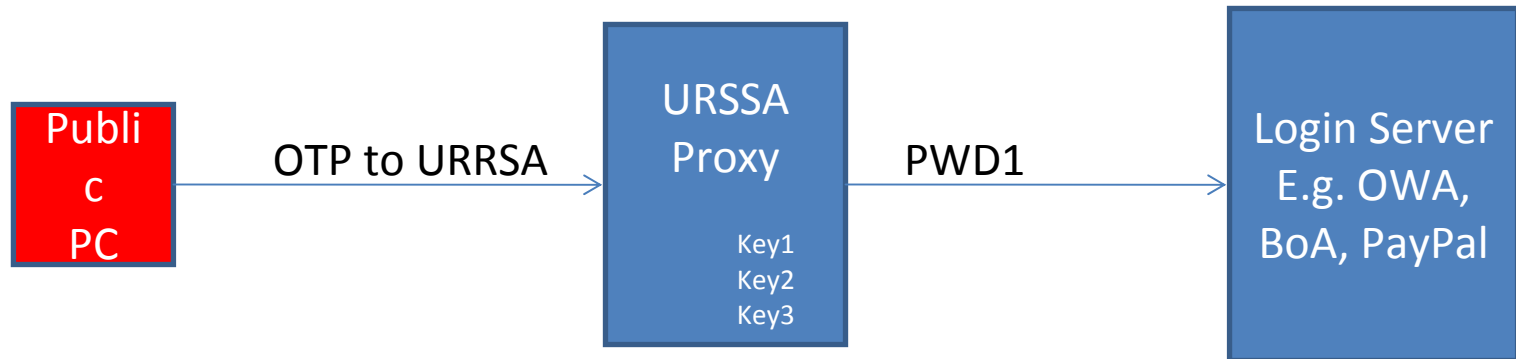 Publi
c
PC
OTP to URRSA
URSSA
Proxy
Key1
Key2
Key3
PWD1
Login Server
E.g. OWA,
BoA, PayPal